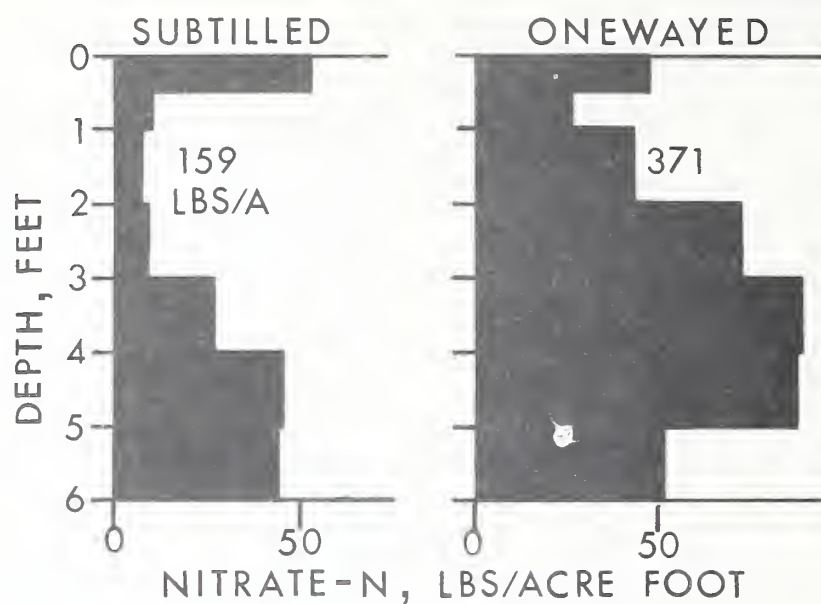 SUBTILLED
ONEWAYED
DEPTH, FEET
0
1
2
3
4
5
6
159
LBS/A
371
0
50
0
50
NITRATE-N, LBS/ACRE FOOT